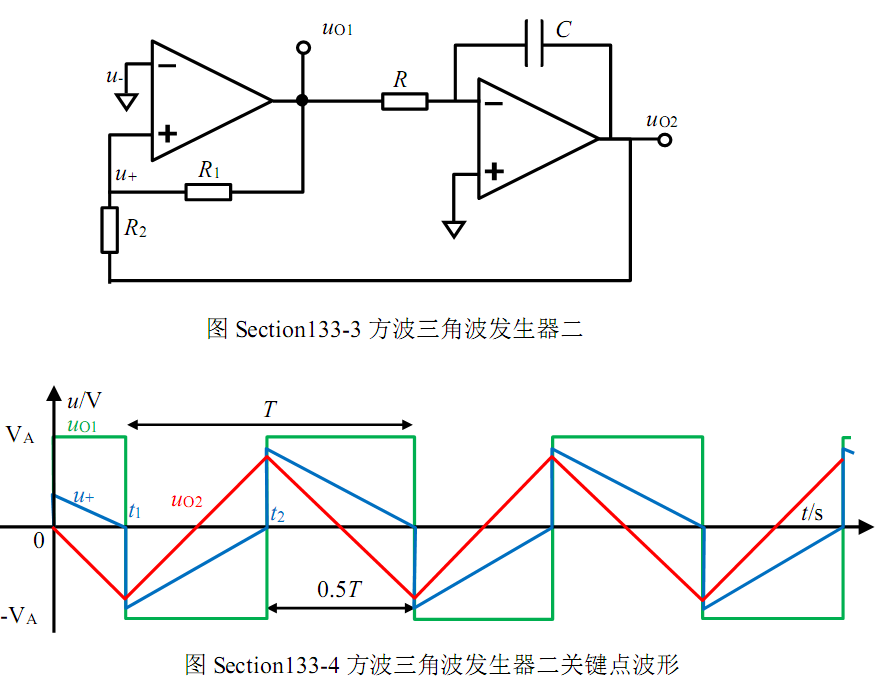 uO1
C
u-
R
uO2
u+
R1
R2
图 Section133-3 方波三角波发生器二
u/V
T
VA
uO1
u+
t1
uO2
t2
t/s
0
0.5T
-VA
图 Section133-4 方波三角波发生器二关键点波形